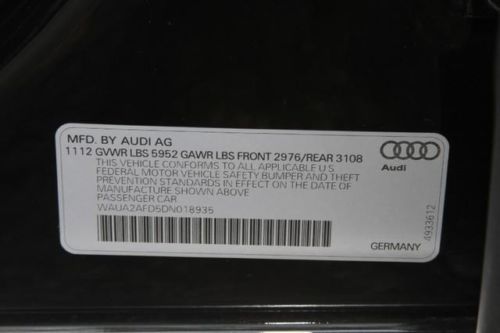 MFD. BY AUDI AG
1112 GVWR LBS 5952 GAWR LBS FRONT 2976/REAR 3108
THIS VEHICLE CONFORMS TO ALL APPLICABLE U S
FEDERAL MOTOR VEHICLE SAFETY BUMPER AND THEFT
PREVENTION STANDARDS IN EFFECT ON THE DATE OF
MANUFACTURE SHOWN ABOVE
PASSENGER CAR
WAUA2AFD5DN018935
Audi
GERMANY
4933612